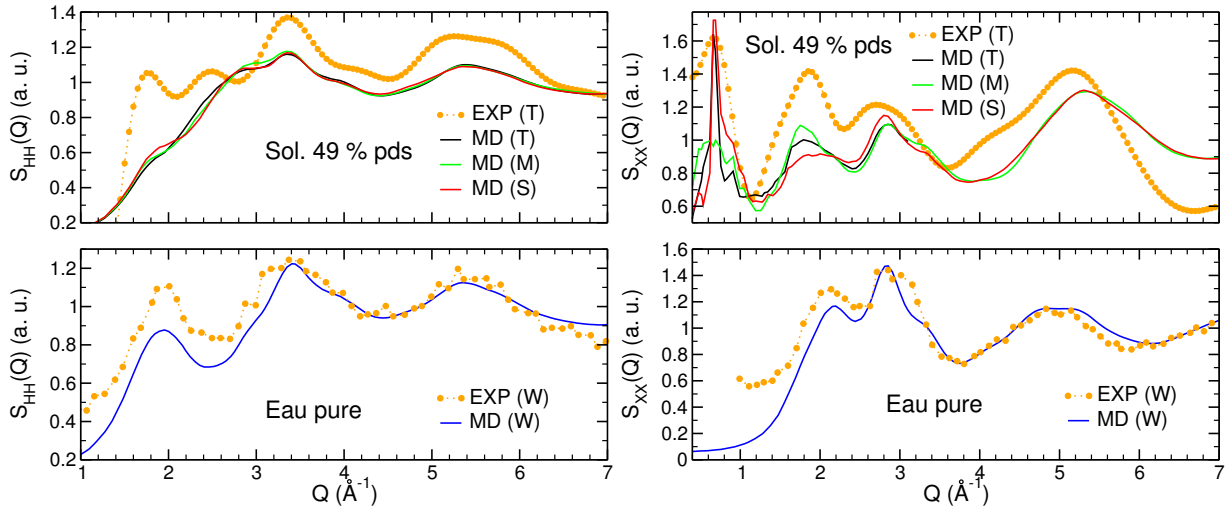 S_HH(Q) (a. u.)
1.4
1.2
1.0
0.8
0.6
0.4
0.2
Sol. 49 % pds
EXP (T)
MD (T)
MD (M)
MD (S)
S_XX(Q) (a. u.)
1.6
1.4
1.2
1.0
0.8
0.6
Sol. 49 % pds
EXP (T)
MD (T)
MD (M)
MD (S)
S_HH(Q) (a. u.)
1.2
1.0
0.8
0.6
0.4
0.2
Eau pure
EXP (W)
MD (W)
1 2 3 4 5 6 7
Q (Å⁻¹)
S_XX(Q) (a. u.)
1.6
1.4
1.2
1
0.8
0.6
0.4
0.2
0
Eau pure
EXP (W)
MD (W)
1 2 3 4 5 6 7
Q (Å⁻¹)